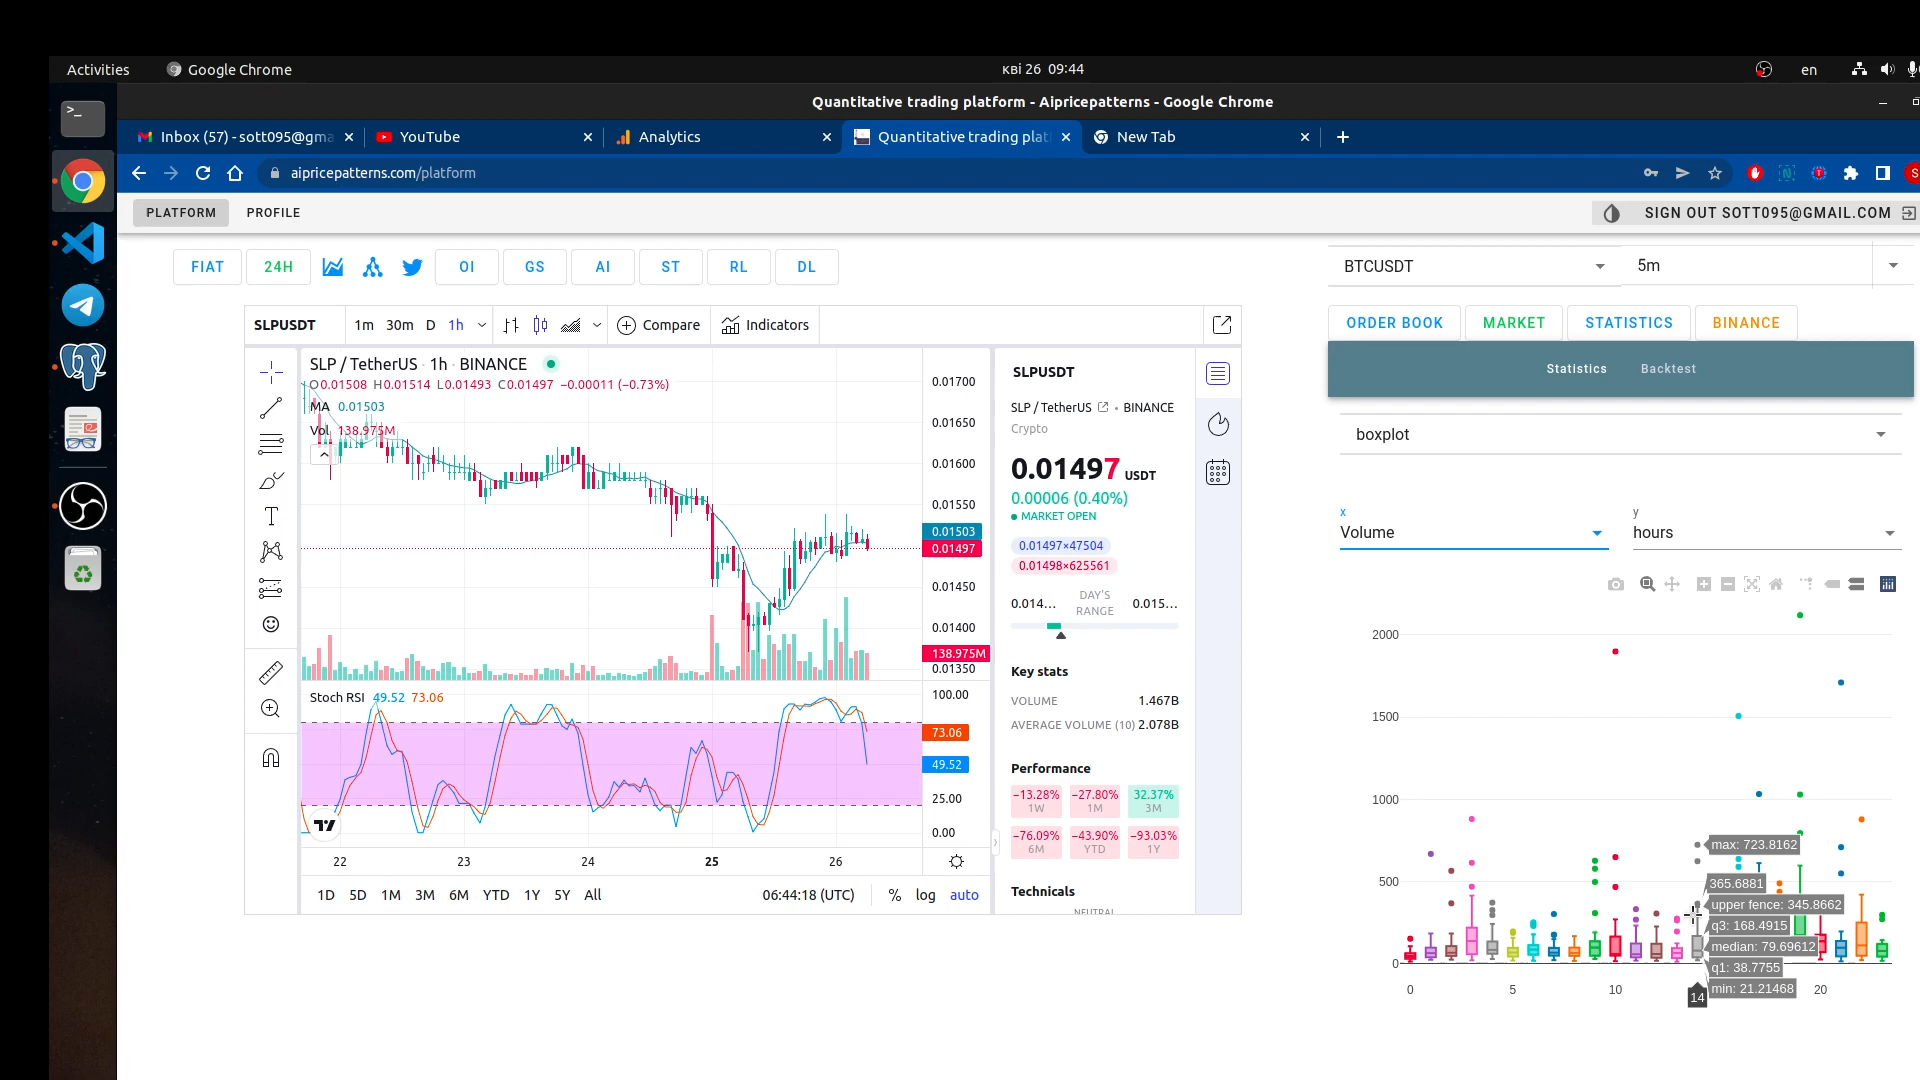 Activities
Google Chrome
кві 26 09:44
en
Quantitative trading platform - Aipricepatterns - Google Chrome
Inbox (57) - sott095@gma
YouTube
Analytics
Quantitative trading plat
New Tab
aipricepatterns.com/platform
PLATFORM
PROFILE
SIGN OUT SOTT095@GMAIL.COM
FIAT
24H
OI
GS
AI
ST
RL
DL
BTCUSDT
5m
SLPUSDT
1m 30m D 1h
Compare
Indicators
ORDER BOOK
MARKET
STATISTICS
BINANCE
Statistics
Backtest
SLP / TetherUS · 1h · BINANCE
O0.01508 H0.01514 L0.01493 C0.01497 −0.00011 (−0.73%)
MA 0.01503
Vol 138.975M
0.01700
0.01650
0.01600
0.01550
0.01503
0.01497
0.01450
0.01400
138.975M
0.01350
Stoch RSI 49.52 73.06
100.00
73.06
49.52
25.00
0.00
22 23 24 25 26
1D 5D 1M 3M 6M YTD 1Y 5Y All
06:44:18 (UTC)
% log auto
SLPUSDT
SLP / TetherUS • BINANCE
Crypto
0.01497 USDT
0.00006 (0.40%)
MARKET OPEN
0.01497×47504
0.01498×625561
0.014... DAY'S RANGE 0.015...
Key stats
VOLUME 1.467B
AVERAGE VOLUME (10) 2.078B
Performance
−13.28% −27.80% 32.37%
1W 1M 3M
−76.09% −43.90% −93.03%
6M YTD 1Y
Technicals
NEUTRAL
boxplot
x
Volume
y
hours
2000
1500
1000
500
0
max: 723.8162
365.6881
upper fence: 345.8662
q3: 168.4915
median: 79.69612
q1: 38.7755
min: 21.21468
0 5 10 14 20